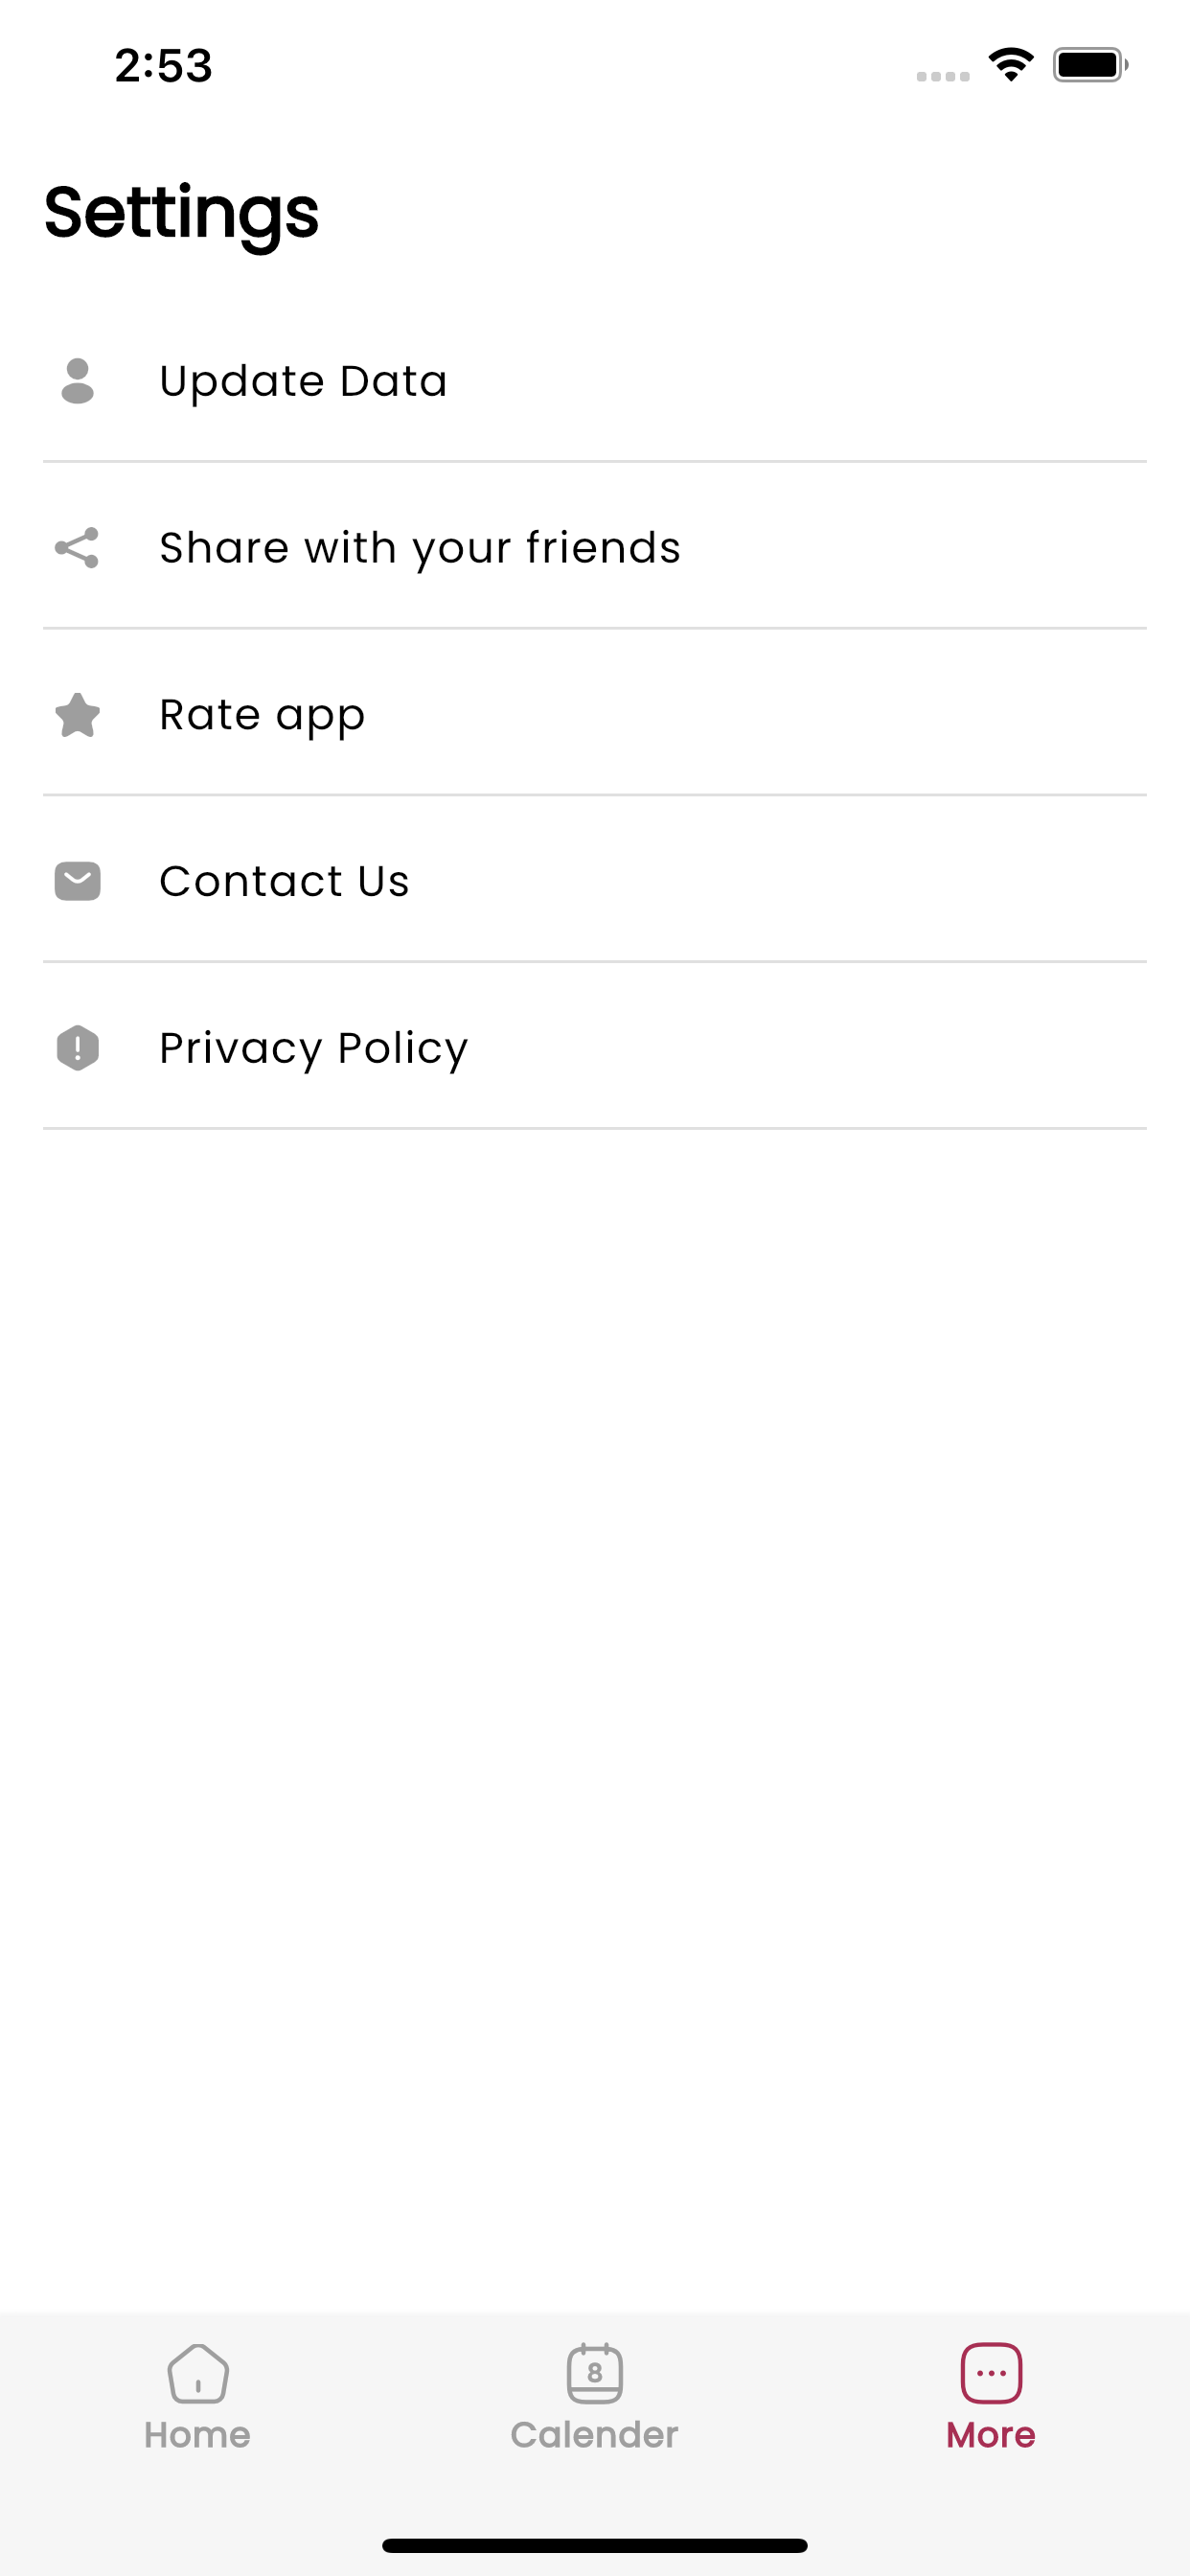 2:53
Settings
Update Data
Share with your friends
Rate app
Contact Us
Privacy Policy
8
Home
Calender
More